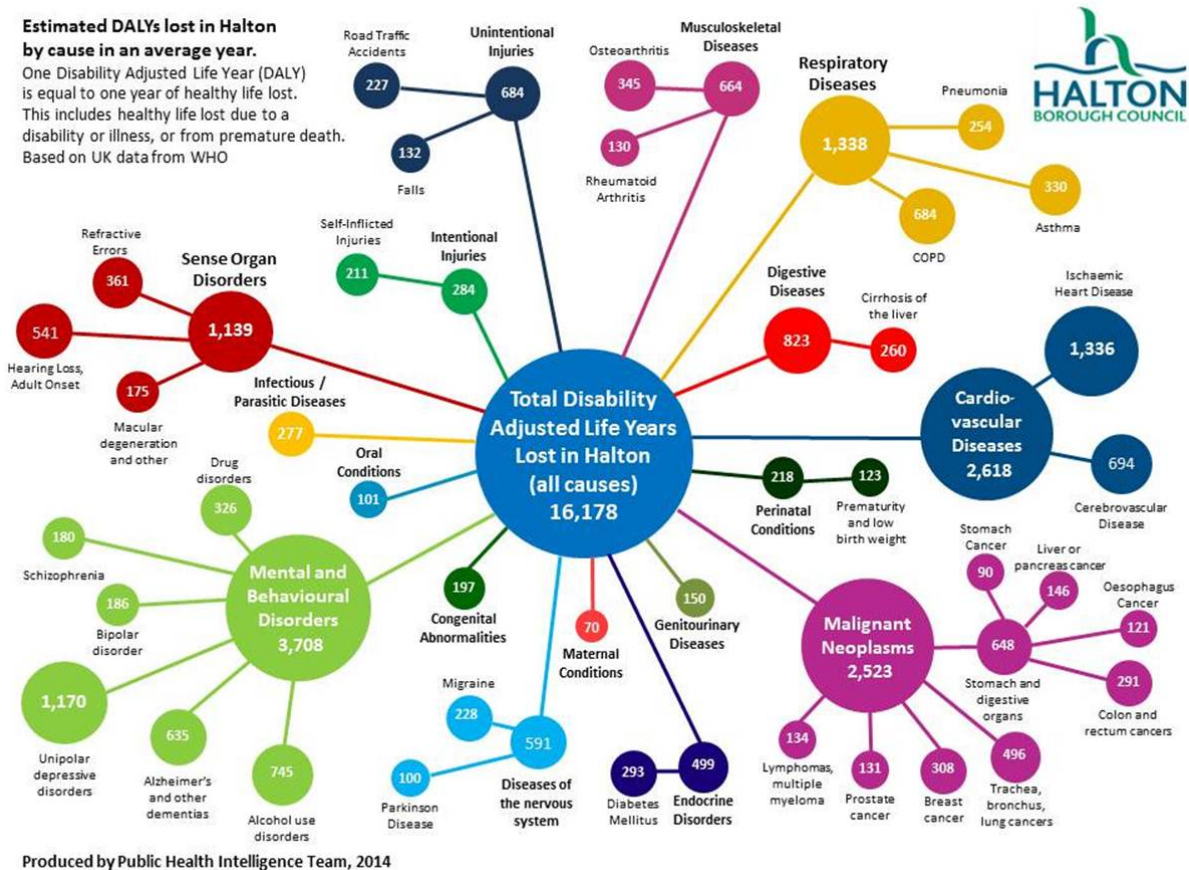 Estimated DALYs lost in Halton
by cause in an average year.
One Disability Adjusted Life Year (DALY)
is equal to one year of healthy life lost.
This includes healthy life lost due to a
disability or illness, or from premature death.
Based on UK data from WHO
HALTON
BOROUGH COUNCIL
Road Traffic
Accidents
227
Unintentional
Injuries
684
132
Falls
Musculoskeletal
Diseases
664
Osteoarthritis
345
130
Rheumatoid
Arthritis
Respiratory
Diseases
1,338
Pneumonia
254
330
Asthma
684
COPD
Self-Inflicted
Injuries
211
Intentional
Injuries
284
Refractive
Errors
361
Sense Organ
Disorders
1,139
541
Hearing Loss,
Adult Onset
175
Macular
degeneration
and other
Digestive
Diseases
823
Cirrhosis of
the liver
260
Ischaemic
Heart Disease
1,336
Cardio-
vascular
Diseases
2,618
694
Cerebrovascular
Disease
Infectious /
Parasitic Diseases
277
Oral
Conditions
101
Total Disability
Adjusted Life Years
Lost in Halton
(all causes)
16,178
218
Perinatal
Conditions
123
Prematurity and low
birth weight
Drug
disorders
326
180
Schizophrenia
186
Bipolar
disorder
Mental and
Behavioural
Disorders
3,708
1,170
Unipolar
depressive
disorders
635
Alzheimer's
and other
dementias
745
Alcohol use
disorders
197
Congenital
Abnormalities
70
Maternal
Conditions
150
Genitourinary
Diseases
Migraine
228
100
Parkinson
Disease
591
Diseases of
the nervous
system
293
Diabetes
Mellitus
499
Endocrine
Disorders
Malignant
Neoplasms
2,523
Stomach
Cancer
90
Liver or
pancreas cancer
146
Oesophagus
Cancer
121
648
Stomach and
digestive
organs
291
Colon and
rectum cancers
134
Lymphomas,
multiple
myeloma
131
Prostate
cancer
308
Breast
cancer
496
Trachea,
bronchus,
lung cancers
Produced by Public Health Intelligence Team, 2014